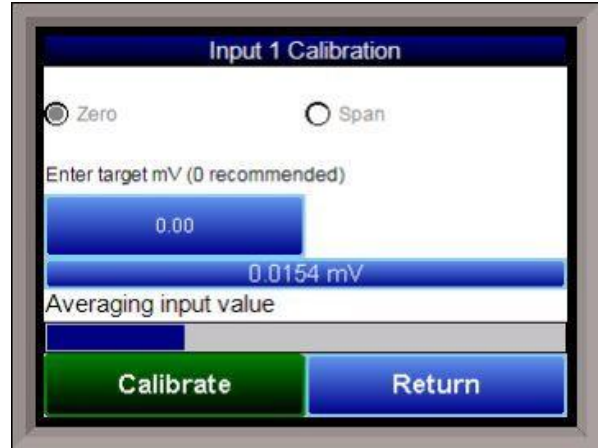 Input 1 Calibration
Zero Span
Enter target mV (0 recommended)
0.00
0.0154 mV
Averaging input value
Calibrate Return